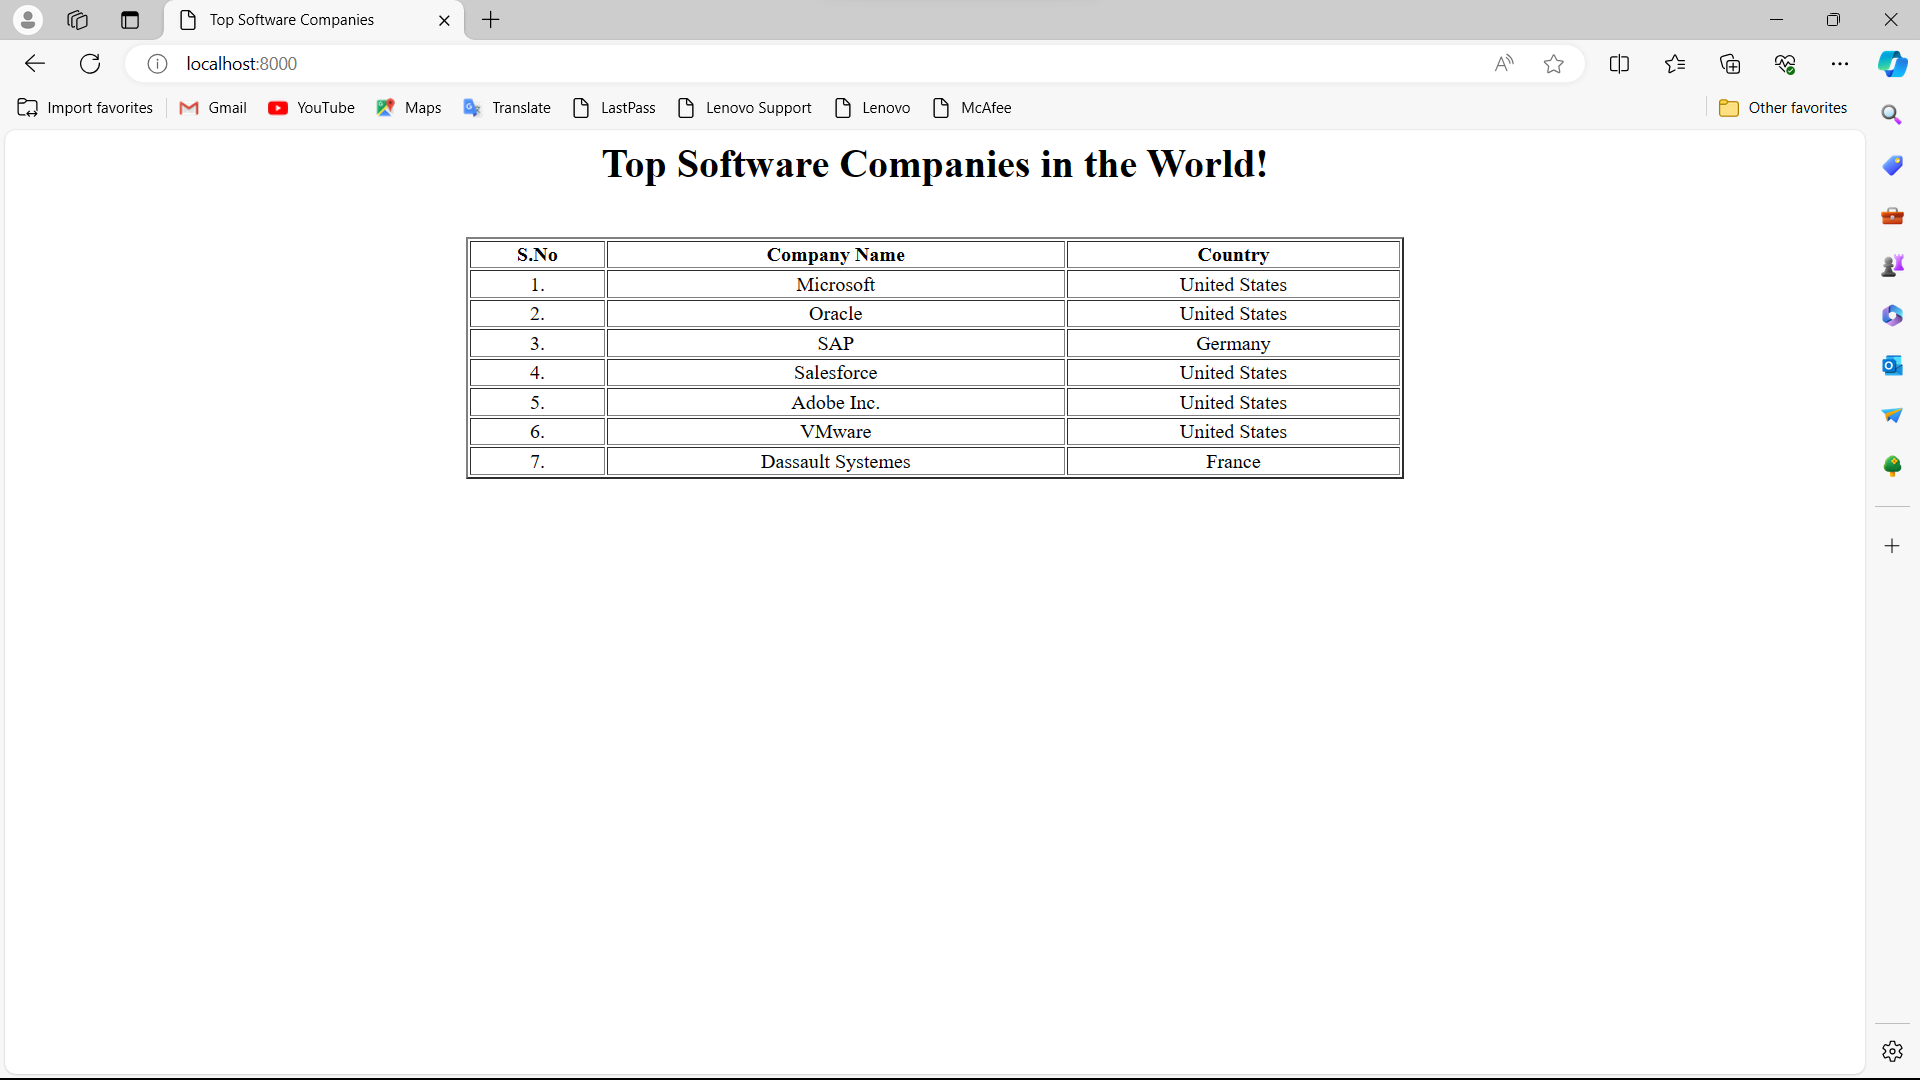 Top Software Companies
localhost:8000
Import favorites Gmail YouTube Maps Translate LastPass Lenovo Support Lenovo McAfee Other favorites
Top Software Companies in the World!
S.No Company Name Country
1. Microsoft United States
2. Oracle United States
3. SAP Germany
4. Salesforce United States
5. Adobe Inc. United States
6. VMware United States
7. Dassault Systemes France